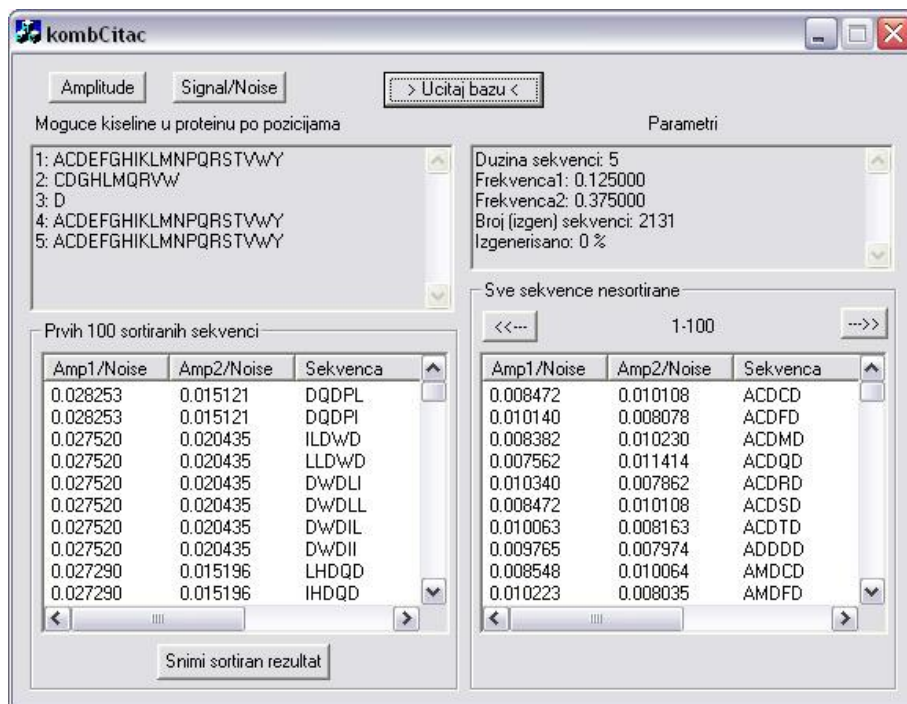 kombCitac
Amplitude Signal/Noise > Ucitaj bazu <
Moguce kiseline u proteinu po pozicijama
1: ACDEFGHIKLMNPQRSTVWY
2: CDGHLMQRVW
3: D
4: ACDEFGHIKLMNPQRSTVWY
5: ACDEFGHIKLMNPQRSTVWY
Parametri
Duzina sekvenci: 5
Frekvenca1: 0.125000
Frekvenca2: 0.375000
Broj (izgen) sekvenci: 2131
Izgenerisano: 0 %
Prvih 100 sortiranih sekvenci
Amp1/Noise Amp2/Noise Sekvenca
0.028253 0.015121 DQDPL
0.028253 0.015121 DQDPI
0.027520 0.020435 ILDWD
0.027520 0.020435 LLDWD
0.027520 0.020435 DWDLI
0.027520 0.020435 DWDLL
0.027520 0.020435 DWDIL
0.027520 0.020435 DWDII
0.027290 0.015196 LHDQD
0.027290 0.015196 IHDQD
Snimi sortiran rezultat
Sve sekvence nesortirane
<<--- 1-100 --->>
Amp1/Noise Amp2/Noise Sekvenca
0.008472 0.010108 ACDCD
0.010140 0.008078 ACDFD
0.008382 0.010230 ACDMD
0.007562 0.011414 ACDQD
0.010340 0.007862 ACDRD
0.008472 0.010108 ACDSD
0.010063 0.008163 ACDTD
0.009765 0.007974 ADDDD
0.008548 0.010064 AMDCD
0.010223 0.008035 AMDFD